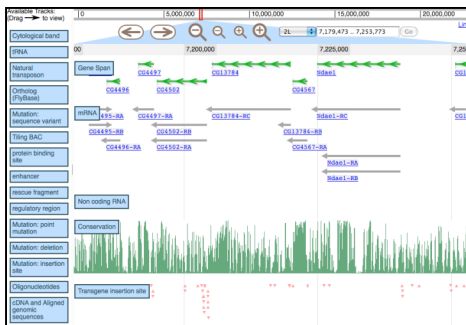 Available Tracks:
(Drag ⟶ to view)
0 5,000,000 10,000,000 15,000,000 20,000,000
2L 7,179,473 .. 7,253,773 Go
Cytological band
tRNA
Natural transposon
Ortholog (FlyBase)
Mutation: sequence variant
Tiling BAC
protein binding site
enhancer
rescue fragment
regulatory region
Mutation: point mutation
Mutation: deletion
Mutation: insertion site
Oligonucleotides
cDNA and Aligned genomic sequences
00 7,200,000 7,225,000 7,25
Gene Span
CG4497 CG13784 Ndae1 CG1
CG4496 CG4502 CG4567
mRNA
495-RA CG4497-RA CG13784-RC Ndae1-RC CG1
CG4495-RB CG4502-RB CG13784-RB
CG4496-RA CG4502-RA CG4567-RA
Ndae1-RA
Ndae1-RB
Non coding RNA
Conservation
Transgene insertion site